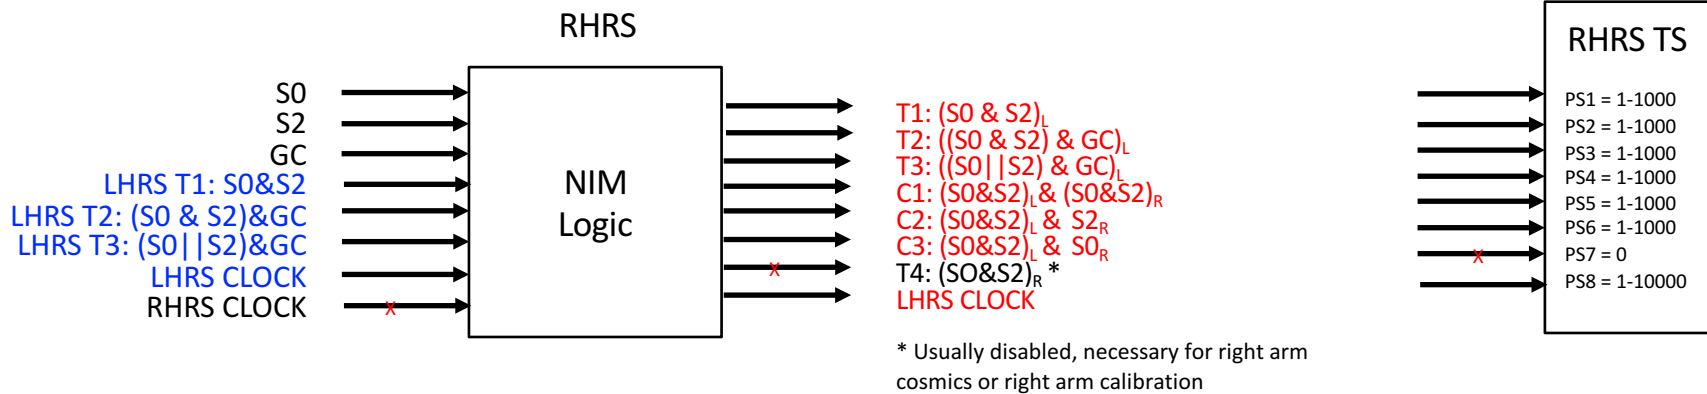 RHRS
S0
S2
GC
LHRS T1: S0&S2
LHRS T2: (S0 & S2)&GC
LHRS T3: (S0||S2)&GC
LHRS CLOCK
RHRS CLOCK
x
NIM
Logic
x
T1: (S0 & S2)L
T2: ((S0 & S2) & GC)L
T3: ((S0||S2) & GC)L
C1: (S0&S2)L& (S0&S2)R
C2: (S0&S2)L & S2R
C3: (S0&S2)L & S0R
T4: (SO&S2)R *
LHRS CLOCK
* Usually disabled, necessary for right arm
cosmics or right arm calibration
x
RHRS TS
PS1 = 1-1000
PS2 = 1-1000
PS3 = 1-1000
PS4 = 1-1000
PS5 = 1-1000
PS6 = 1-1000
PS7 = 0
PS8 = 1-10000